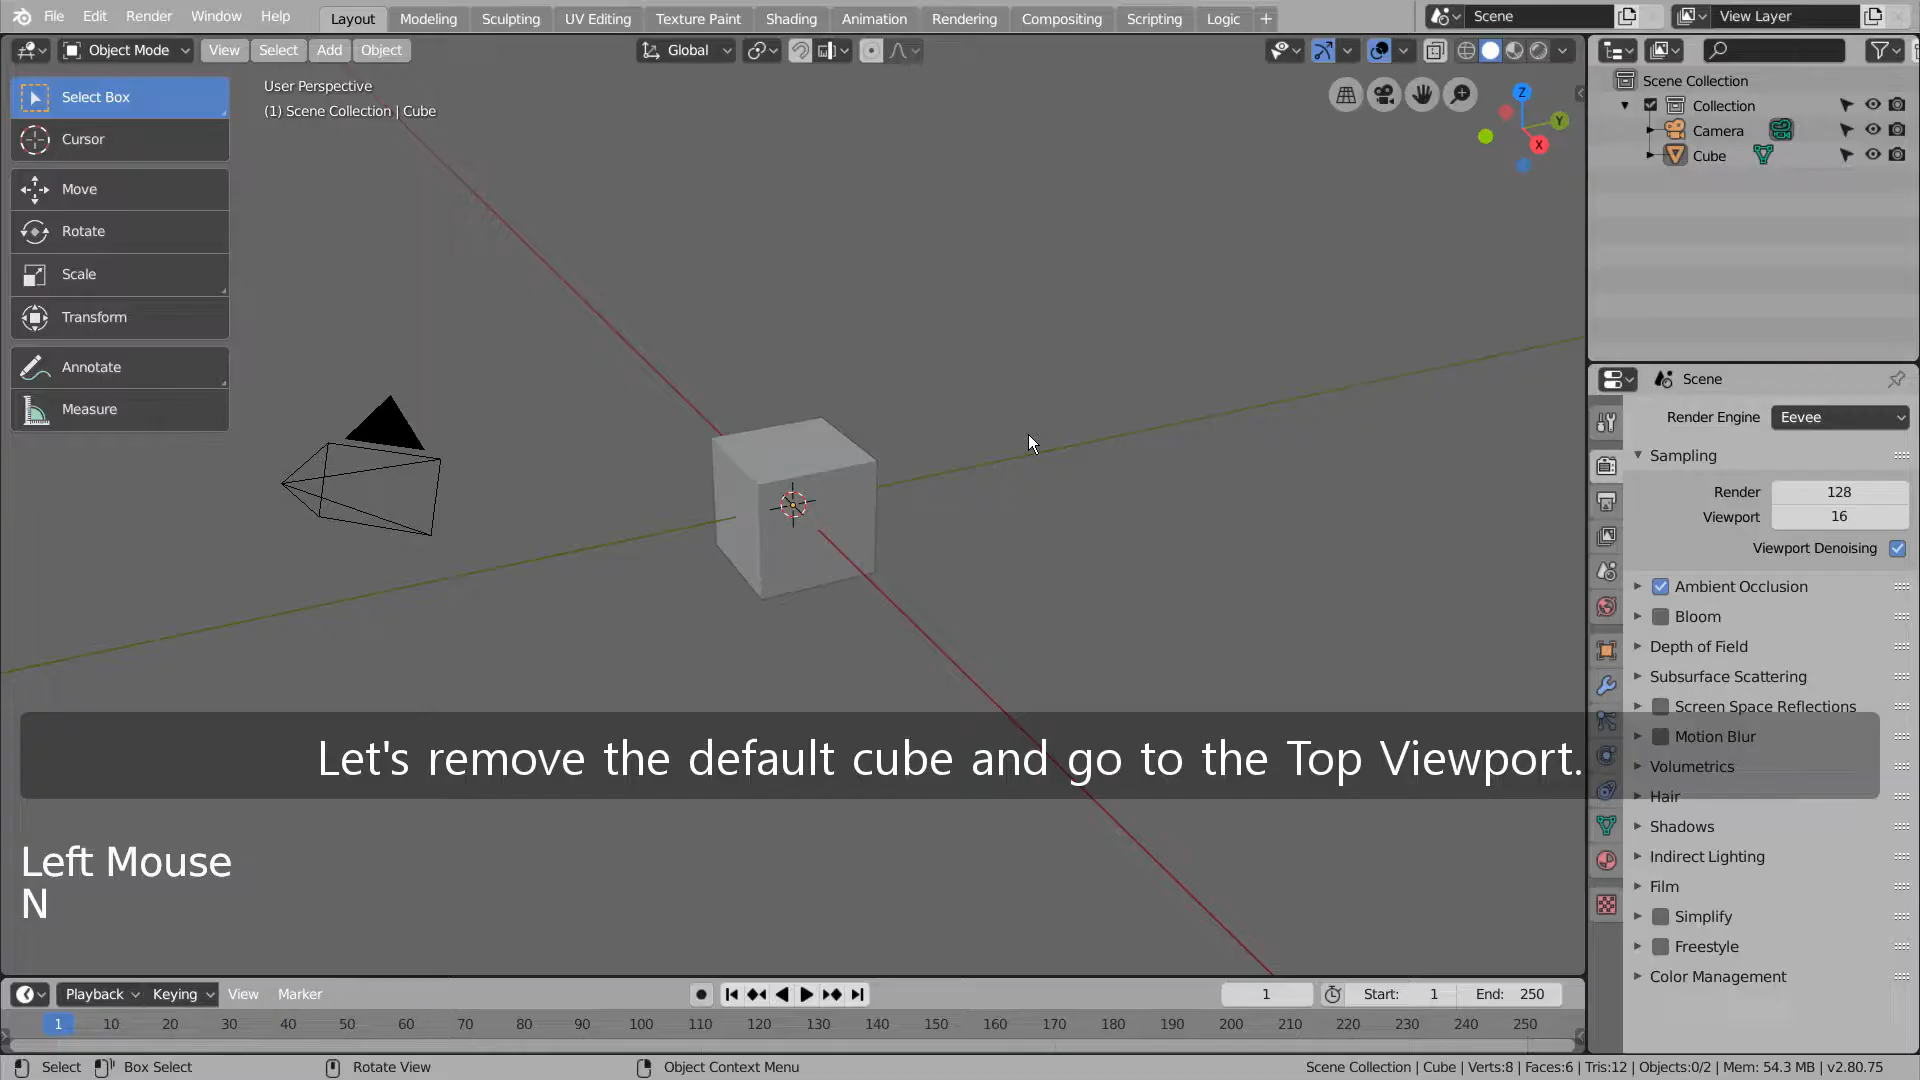 File Edit Render Window Help Layout Modeling Sculpting UV Editing Texture Paint Shading Animation Rendering Compositing Scripting Logic + Scene View Layer
Object Mode View Select Add Object Global
Select Box
Cursor
Move
Rotate
Scale
Transform
Annotate
Measure
User Perspective
(1) Scene Collection | Cube
Z
Y
X
Scene Collection
Collection
Camera
Cube
Scene
Render Engine Eevee
Sampling
Render 128
Viewport 16
Viewport Denoising
Ambient Occlusion
Bloom
Depth of Field
Subsurface Scattering
Screen Space Reflections
Motion Blur
Volumetrics
Hair
Shadows
Indirect Lighting
Film
Simplify
Freestyle
Color Management
Let's remove the default cube and go to the Top Viewport.
Left Mouse
N
Playback Keying View Marker 1 Start: 1 End: 250
1 10 20 30 40 50 60 70 80 90 100 110 120 130 140 150 160 170 180 190 200 210 220 230 240 250
Select Box Select Rotate View Object Context Menu Scene Collection | Cube | Verts:8 | Faces:6 | Tris:12 | Objects:0/2 | Mem: 54.3 MB | v2.80.75